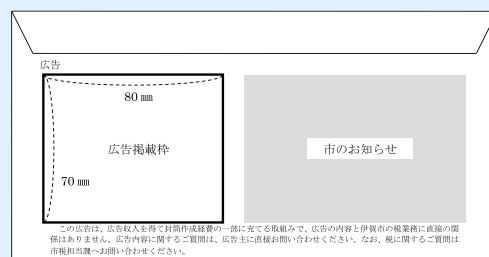 広告
80 mm
広告掲載枠
70 mm
市のお知らせ
この広告は、広告収入を得て封筒作成経費の一部に充てる取組みで、広告の内容と伊賀市の税業務に直接の関
係はありません。広告内容に関するご質問は、広告主に直接お問い合わせください。なお、税に関するご質問は
市税担当課へお問い合わせください。